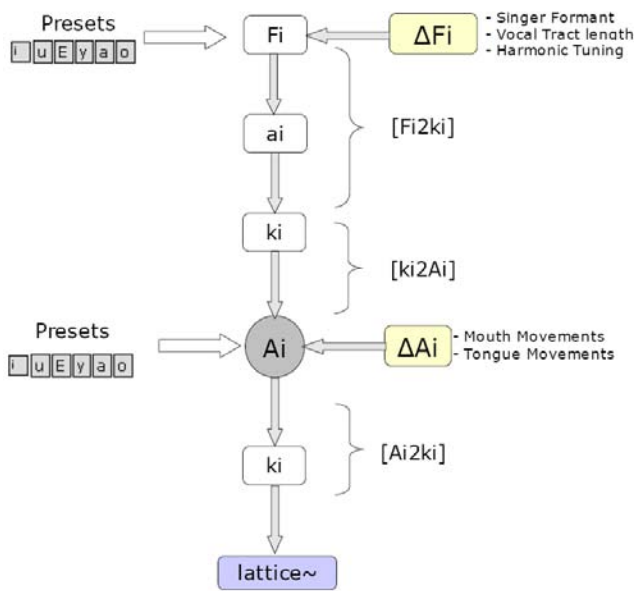 Presets
i u E y a o
Fi
ΔFi
- Singer Formant
- Vocal Tract length
- Harmonic Tuning
[Fi2ki]
ai
ki
[ki2Ai]
Presets
i u E y a o
Ai
ΔAi
- Mouth Movements
- Tongue Movements
[Ai2ki]
ki
lattice~